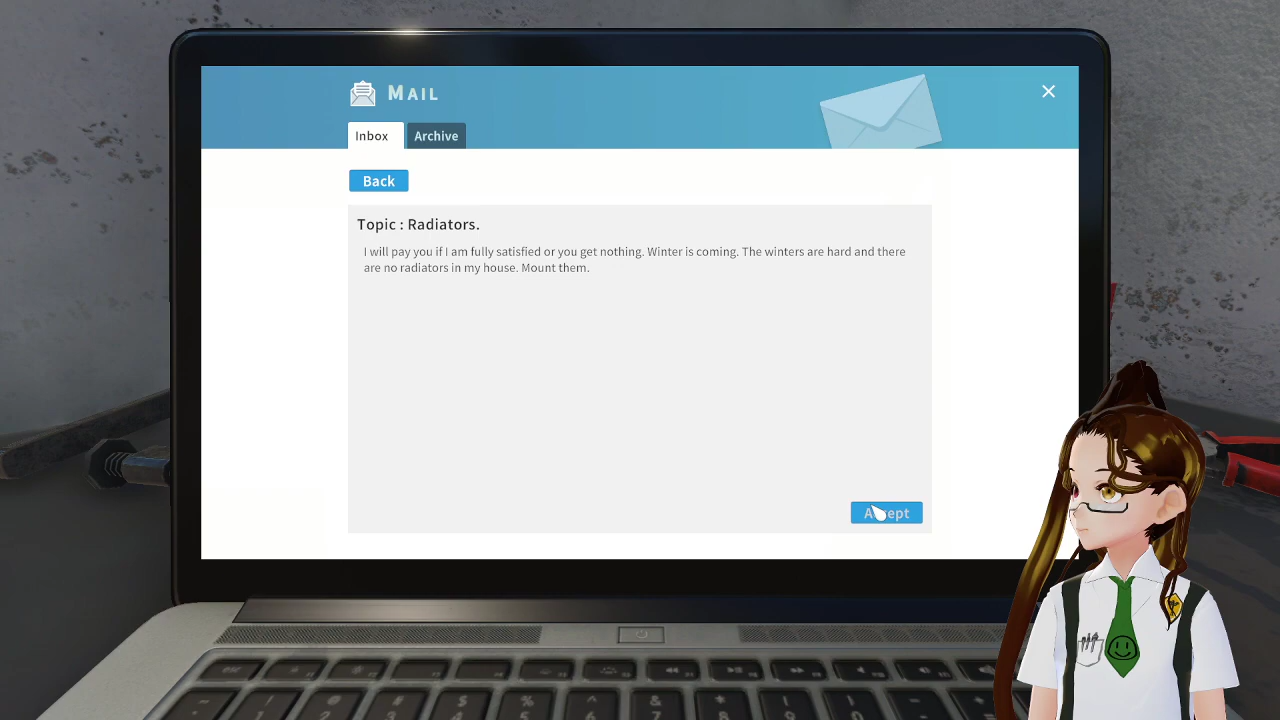 MAIL
Inbox
Archive
Back
Topic : Radiators.
I will pay you if I am fully satisfied or you get nothing. Winter is coming. The winters are hard and there
are no radiators in my house. Mount them.